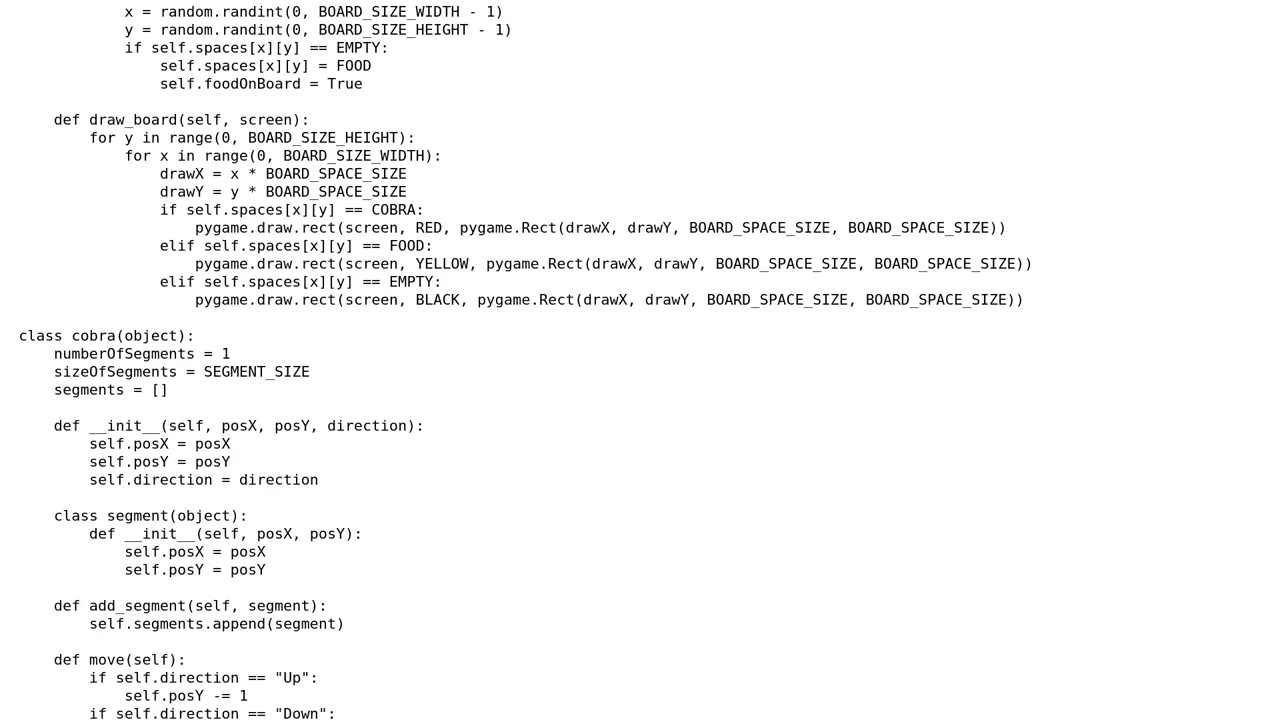 x = random.randint(0, BOARD_SIZE_WIDTH - 1)
            y = random.randint(0, BOARD_SIZE_HEIGHT - 1)
            if self.spaces[x][y] == EMPTY:
                self.spaces[x][y] = FOOD
                self.foodOnBoard = True

    def draw_board(self, screen):
        for y in range(0, BOARD_SIZE_HEIGHT):
            for x in range(0, BOARD_SIZE_WIDTH):
                drawX = x * BOARD_SPACE_SIZE
                drawY = y * BOARD_SPACE_SIZE
                if self.spaces[x][y] == COBRA:
                    pygame.draw.rect(screen, RED, pygame.Rect(drawX, drawY, BOARD_SPACE_SIZE, BOARD_SPACE_SIZE))
                elif self.spaces[x][y] == FOOD:
                    pygame.draw.rect(screen, YELLOW, pygame.Rect(drawX, drawY, BOARD_SPACE_SIZE, BOARD_SPACE_SIZE))
                elif self.spaces[x][y] == EMPTY:
                    pygame.draw.rect(screen, BLACK, pygame.Rect(drawX, drawY, BOARD_SPACE_SIZE, BOARD_SPACE_SIZE))

class cobra(object):
    numberOfSegments = 1
    sizeOfSegments = SEGMENT_SIZE
    segments = []

    def __init__(self, posX, posY, direction):
        self.posX = posX
        self.posY = posY
        self.direction = direction

    class segment(object):
        def __init__(self, posX, posY):
            self.posX = posX
            self.posY = posY

    def add_segment(self, segment):
        self.segments.append(segment)

    def move(self):
        if self.direction == "Up":
            self.posY -= 1
        if self.direction == "Down":